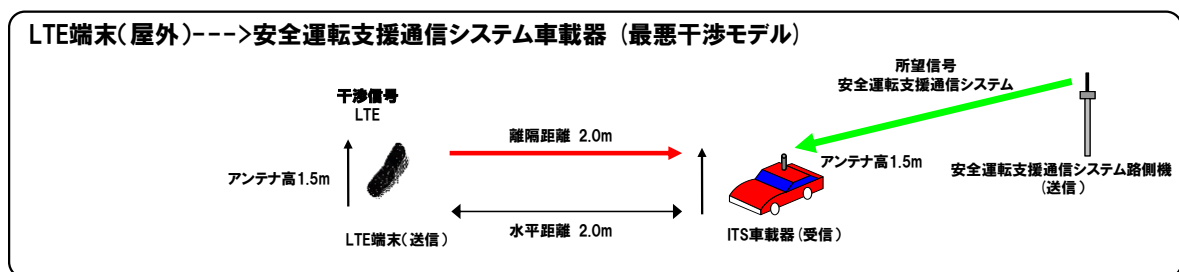 LTE端末(屋外)--->安全運転支援通信システム車載器 (最悪干渉モデル)
所望信号
安全運転支援通信システム
干渉信号
LTE
離隔距離 2.0m
アンテナ高1.5m
アンテナ高1.5m
安全運転支援通信システム路側機
(送信)
水平距離 2.0m
LTE端末(送信)
ITS車載器(受信)